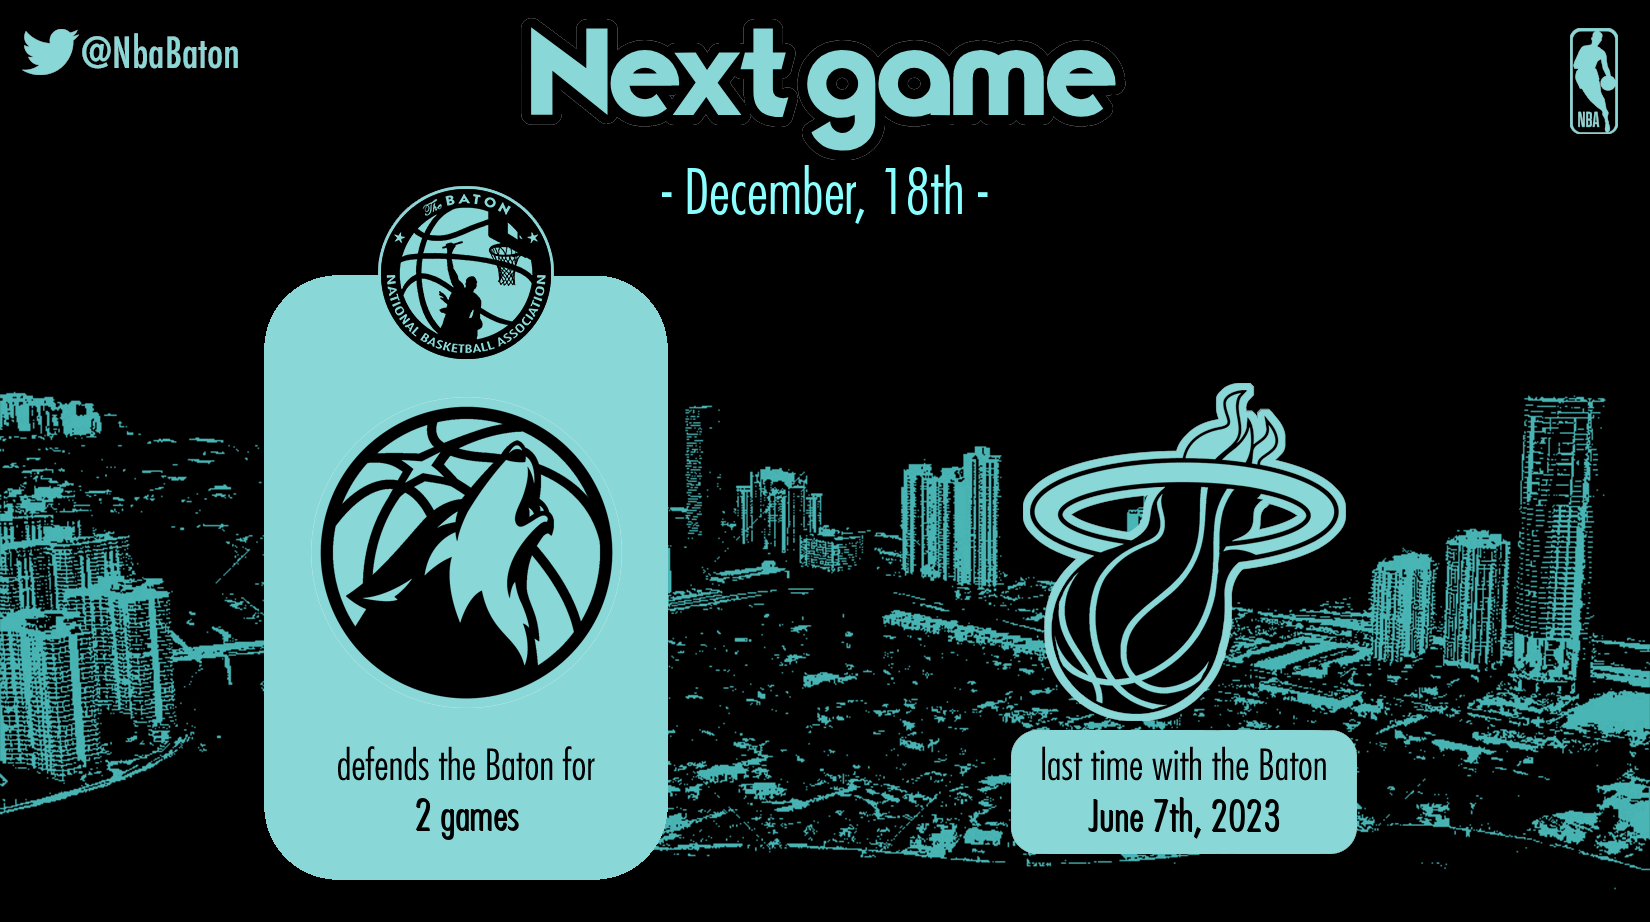 @NbaBaton
Next game
NBA
- December, 18th -
The BATON
NATIONAL BASKETBALL ASSOCIATION
defends the Baton for
2 games
last time with the Baton
June 7th, 2023